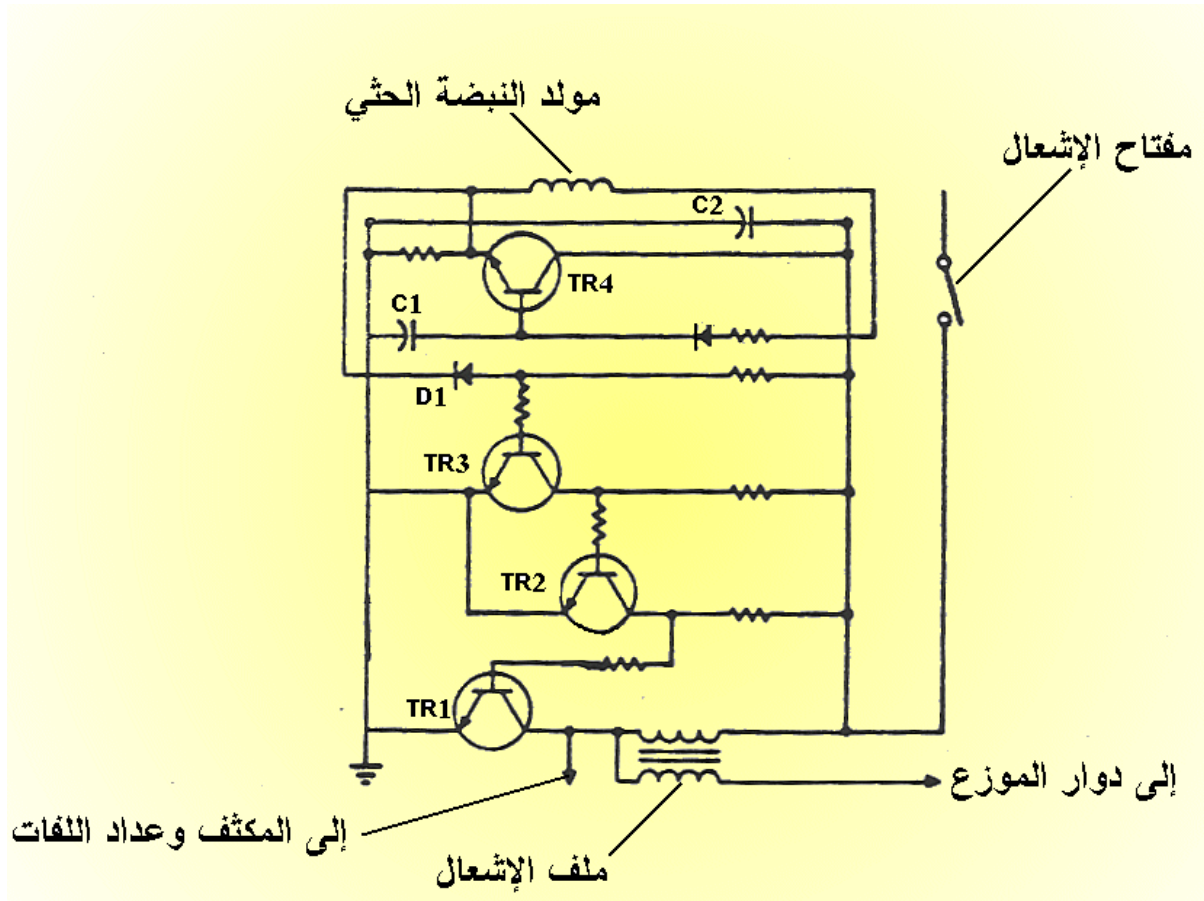 مولد النبضة الحثي
مفتاح الإشعال
C2
TR4
C1
D1
TR3
TR2
TR1
إلى دوار الموزع
إلى المكثف وعداد اللفات
ملف الإشعال